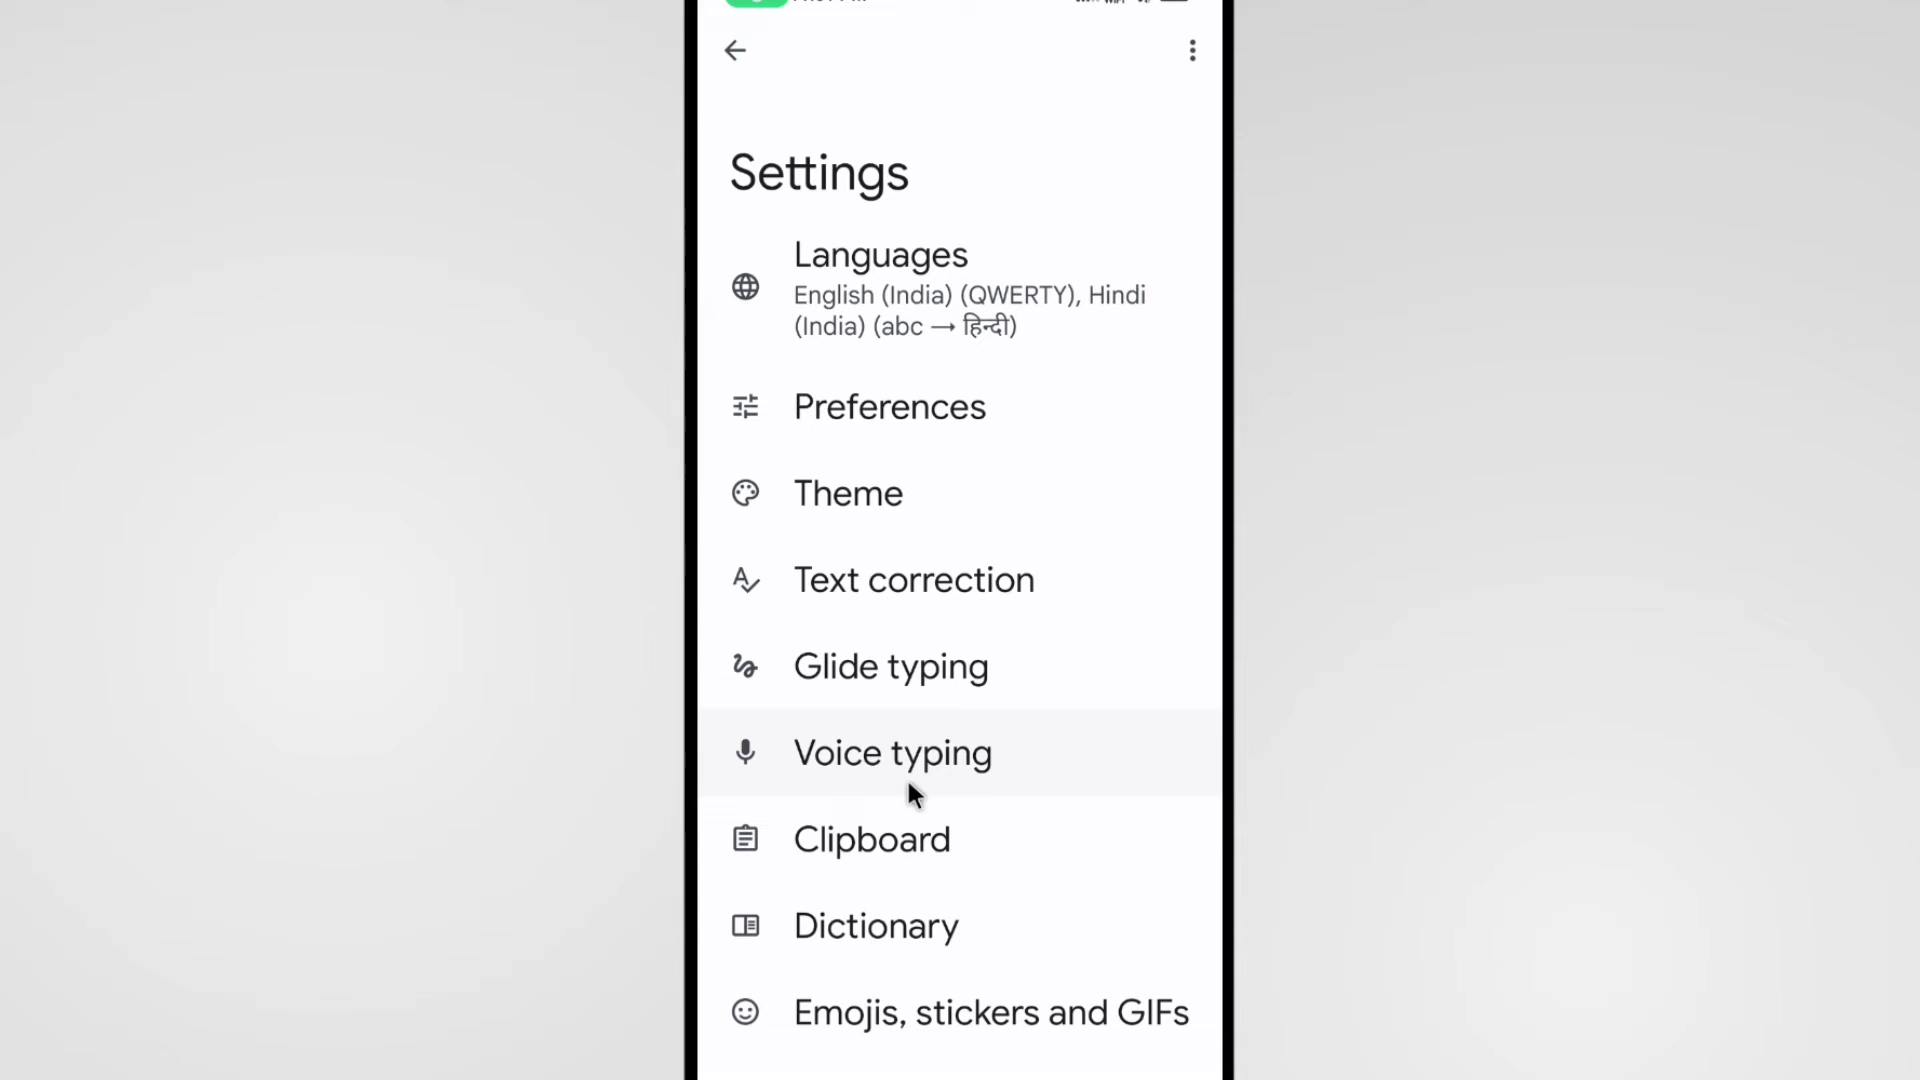 Settings
Languages
English (India) (QWERTY), Hindi
(India) (abc → हिन्दी)
Preferences
Theme
Text correction
Glide typing
Voice typing
Clipboard
Dictionary
Emojis, stickers and GIFs